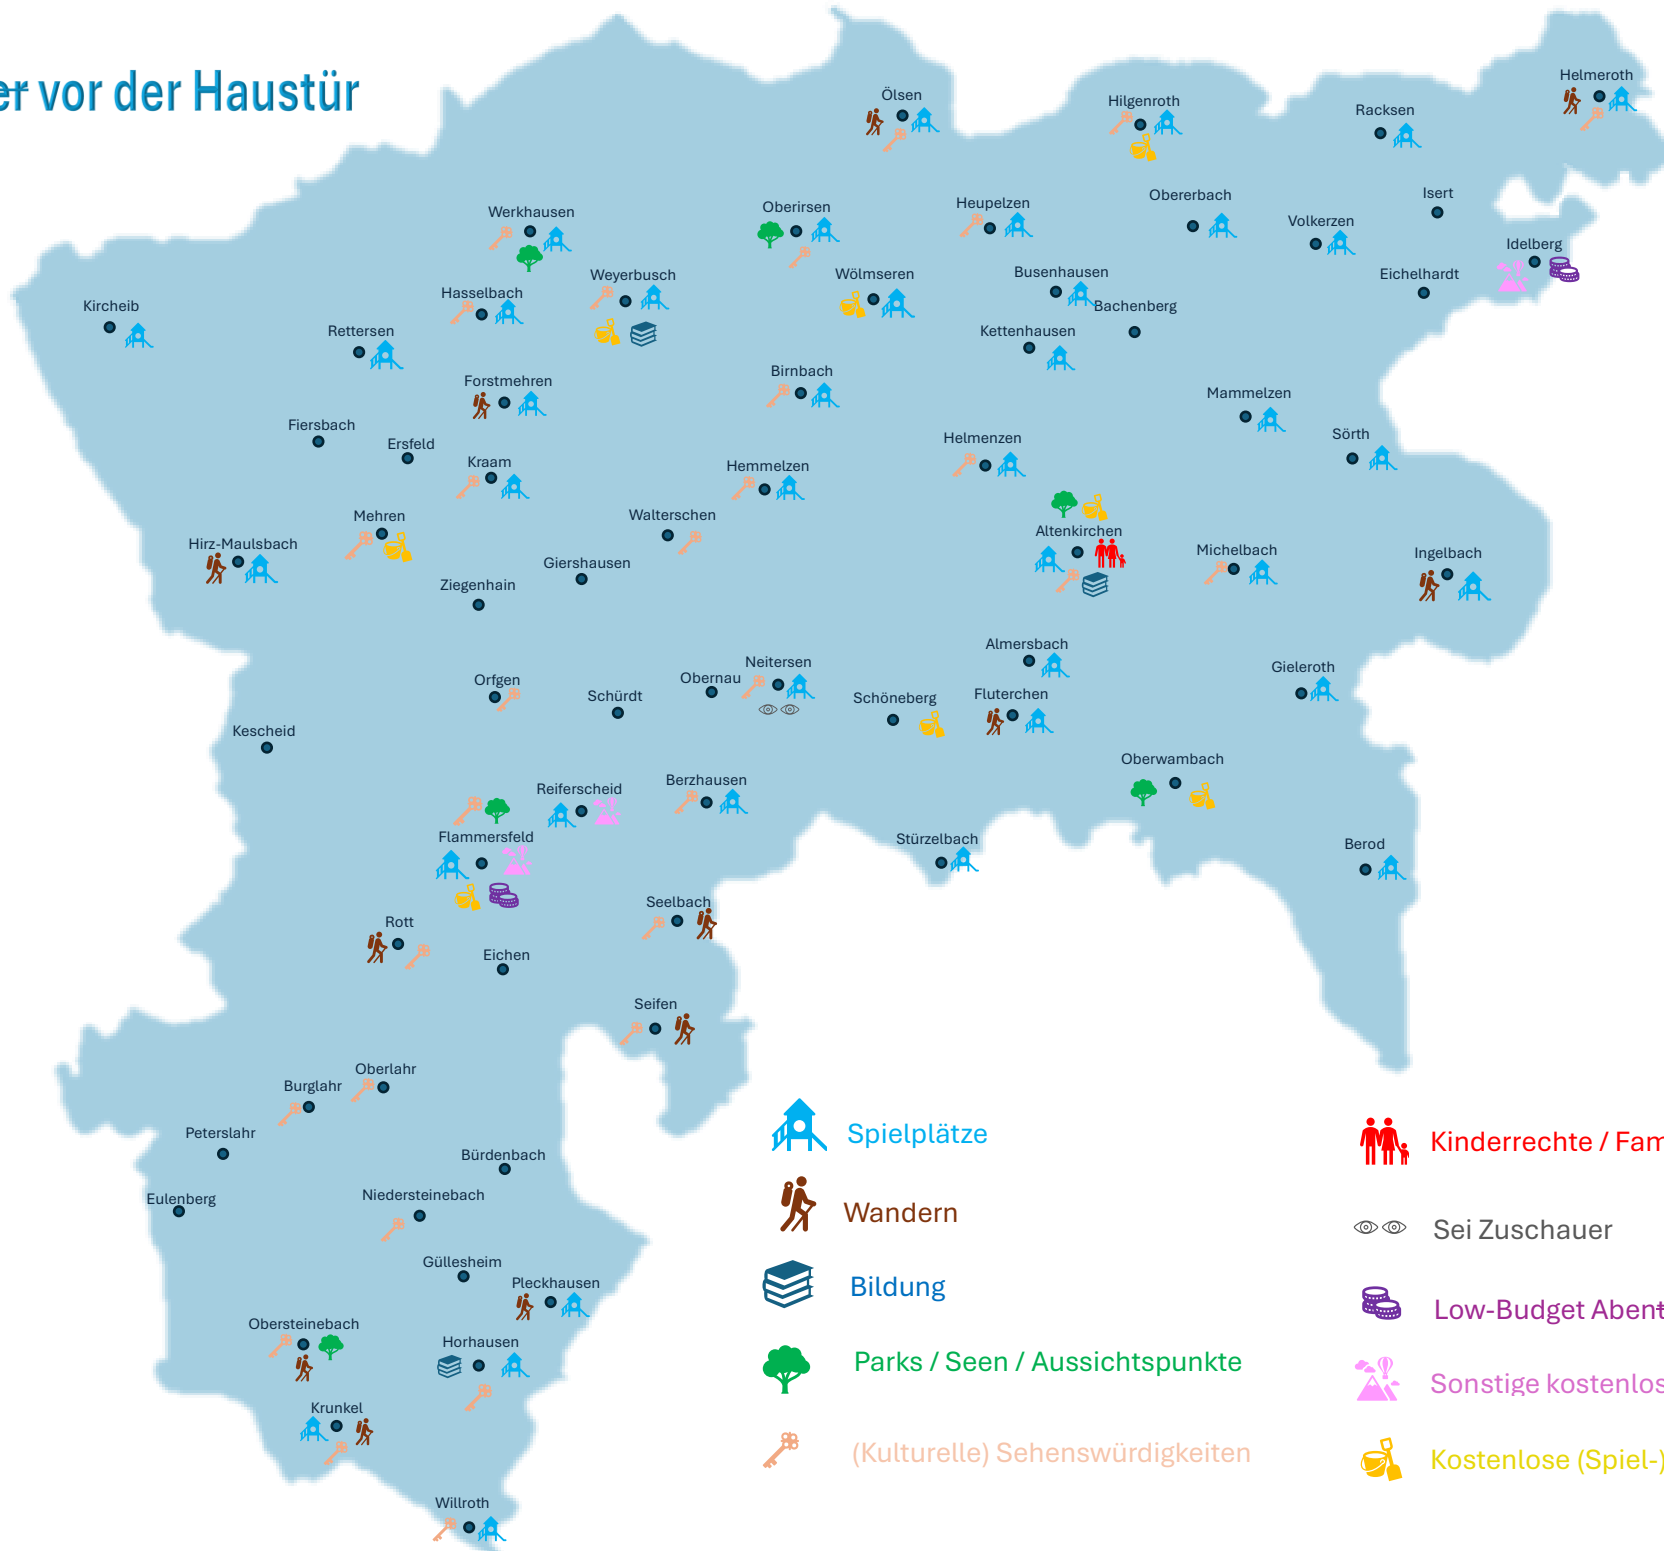 vor der Haustür
Helmeroth
Ölsen
Hilgenroth
Racksen
Isert
Obererbach
Heupelzen
Oberirsen
Werkhausen
Volkerzen
Idelberg
Weyerbusch
Wölmseren
Busenhausen
Eichelhardt
Hasselbach
Bachenberg
Kircheib
Rettersen
Kettenhausen
Birnbach
Forstmehren
Mammelzen
Fiersbach
Sörth
Ersfeld
Helmenzen
Kraam
Hemmelzen
Mehren
Walterschen
Altenkirchen
Hirz-Maulsbach
Michelbach
Ingelbach
Giershausen
Ziegenhain
Almersbach
Neitersen
Gieleroth
Orfgen
Obernau
Schürdt
Schöneberg
Fluterchen
Kescheid
Oberwambach
Berzhausen
Reiferscheid
Flammersfeld
Stürzelbach
Berod
Seelbach
Rott
Eichen
Seifen
Oberlahr
Burglahr
Peterslahr
Bürdenbach
Eulenberg
Niedersteinebach
Güllesheim
Pleckhausen
Obersteinebach
Horhausen
Krunkel
Willroth
Spielplätze
Wandern
Bildung
Parks / Seen / Aussichtspunkte
(Kulturelle) Sehenswürdigkeiten
Kinderrechte / Fam
Sei Zuschauer
Low-Budget Abent
Sonstige kostenlos
Kostenlose (Spiel-)